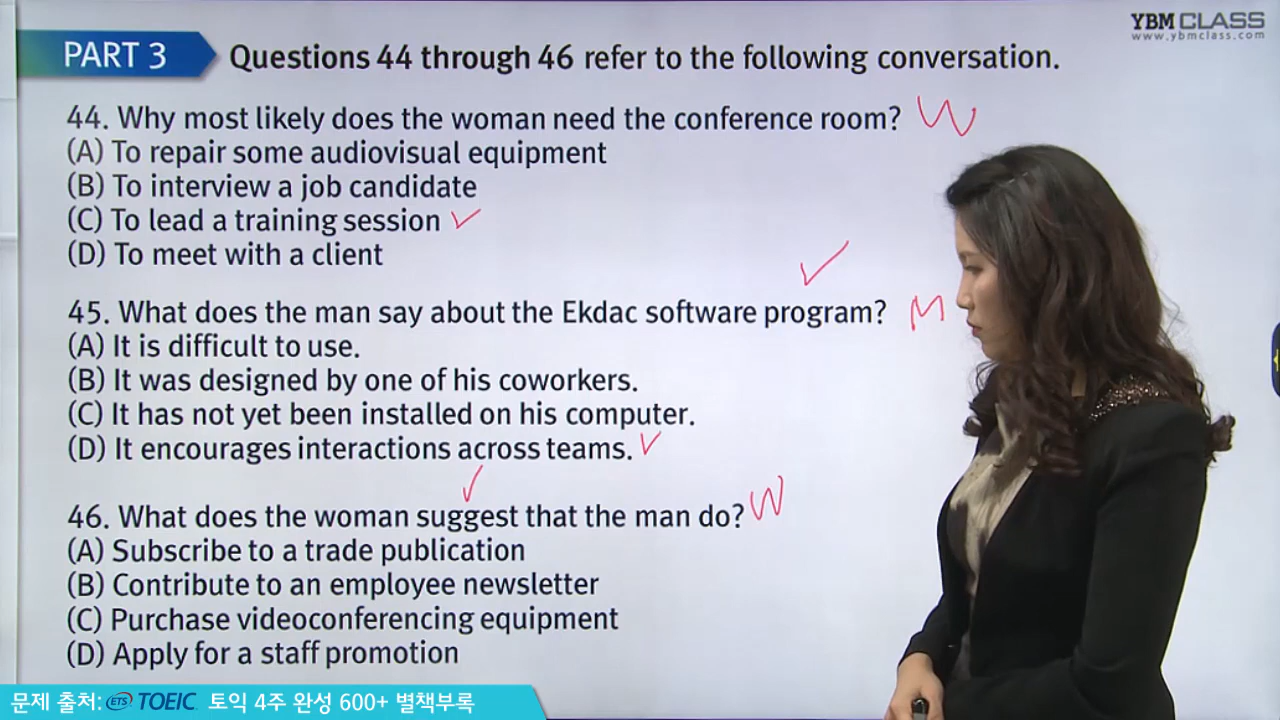 YBM CLASS
www.ybmclass.com
PART 3
Questions 44 through 46 refer to the following conversation.
44. Why most likely does the woman need the conference room? W
(A) To repair some audiovisual equipment
(B) To interview a job candidate
(C) To lead a training session
(D) To meet with a client
45. What does the man say about the Ekdac software program? M
(A) It is difficult to use.
(B) It was designed by one of his coworkers.
(C) It has not yet been installed on his computer.
(D) It encourages interactions across teams.
46. What does the woman suggest that the man do? W
(A) Subscribe to a trade publication
(B) Contribute to an employee newsletter
(C) Purchase videoconferencing equipment
(D) Apply for a staff promotion
문제 출처: ETS TOEIC 토익 4주 완성 600+ 별책부록